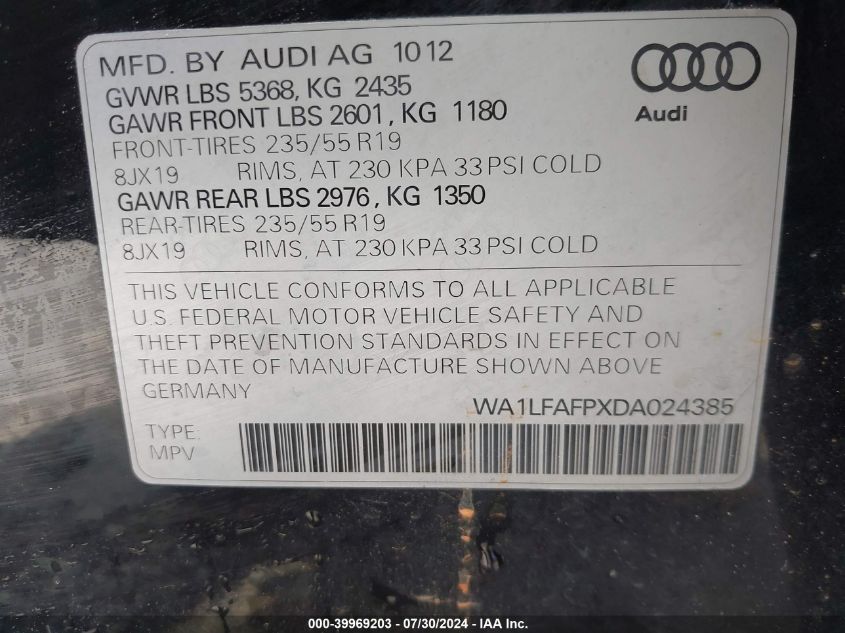 MFD. BY AUDI AG 10 12
GVWR LBS 5368, KG 2435
GAWR FRONT LBS 2601, KG 1180
FRONT-TIRES 235/55 R19
8JX19 RIMS, AT 230 KPA 33 PSI COLD
GAWR REAR LBS 2976, KG 1350
REAR-TIRES 235/55 R19
8JX19 RIMS, AT 230 KPA 33 PSI COLD
Audi
THIS VEHICLE CONFORMS TO ALL APPLICABLE
U.S. FEDERAL MOTOR VEHICLE SAFETY AND
THEFT PREVENTION STANDARDS IN EFFECT ON
THE DATE OF MANUFACTURE SHOWN ABOVE
GERMANY
WA1LFAFPXDA024385
TYPE:
MPV
000-39969203 - 07/30/2024 - IAA Inc.